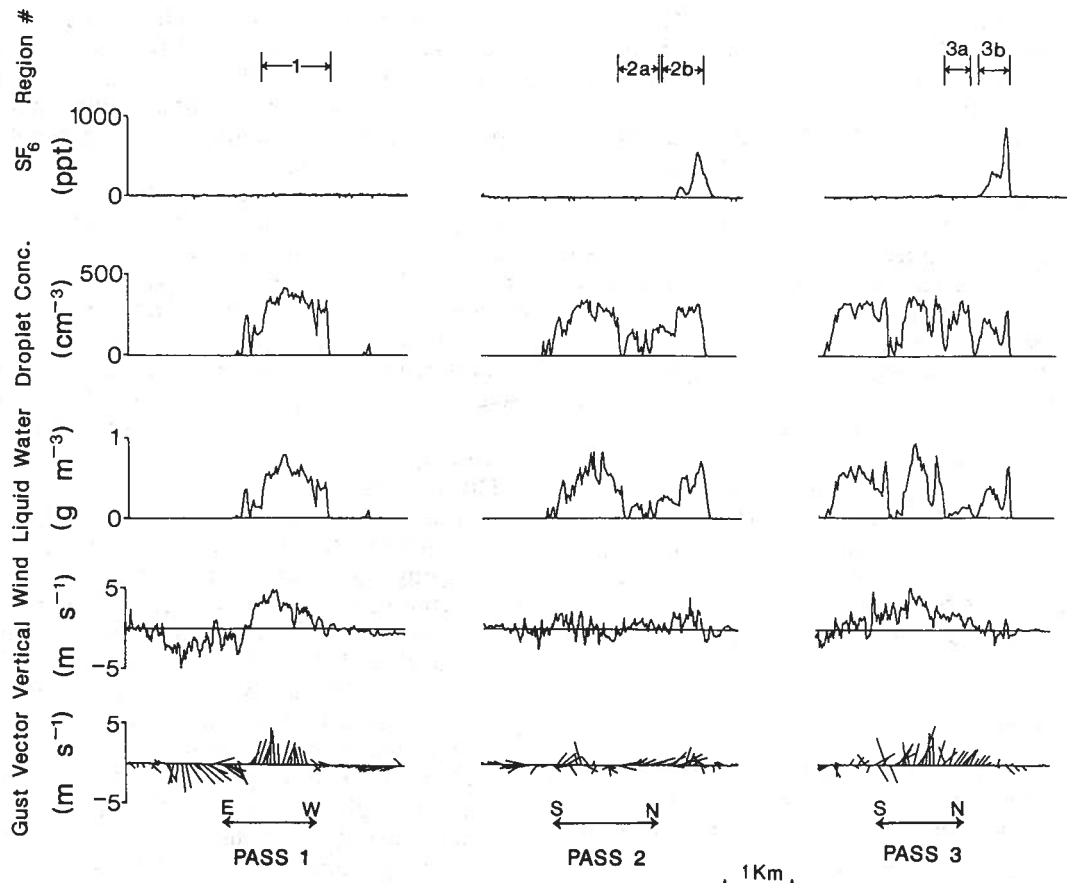 Region #
1
2a
2b
3a
3b
SF6
(ppt)
1000
0
Droplet Conc.
(cm−3)
500
0
Liquid Water
(g m−3)
1
0
Vertical Wind
(m s−1)
5
−5
Gust Vector
(m s−1)
5
−5
E W
S N
S N
PASS 1
PASS 2
PASS 3
1Km